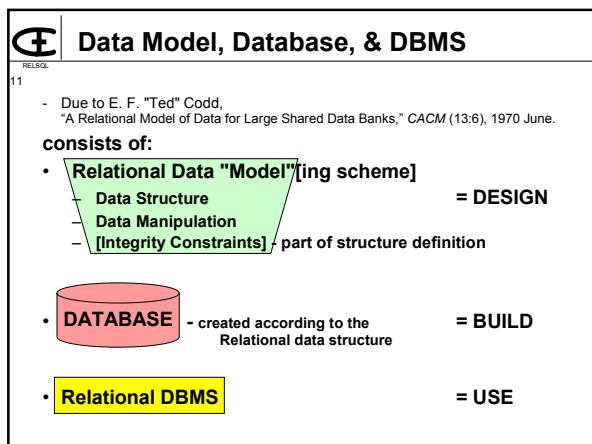 Data Model, Database, & DBMS
RELSQL
11
- Due to E. F. "Ted" Codd,
“A Relational Model of Data for Large Shared Data Banks,” CACM (13:6), 1970 June.
consists of:
• Relational Data "Model"[ing scheme]
– Data Structure = DESIGN
– Data Manipulation
– [Integrity Constraints] - part of structure definition
• DATABASE - created according to the = BUILD
Relational data structure
• Relational DBMS = USE